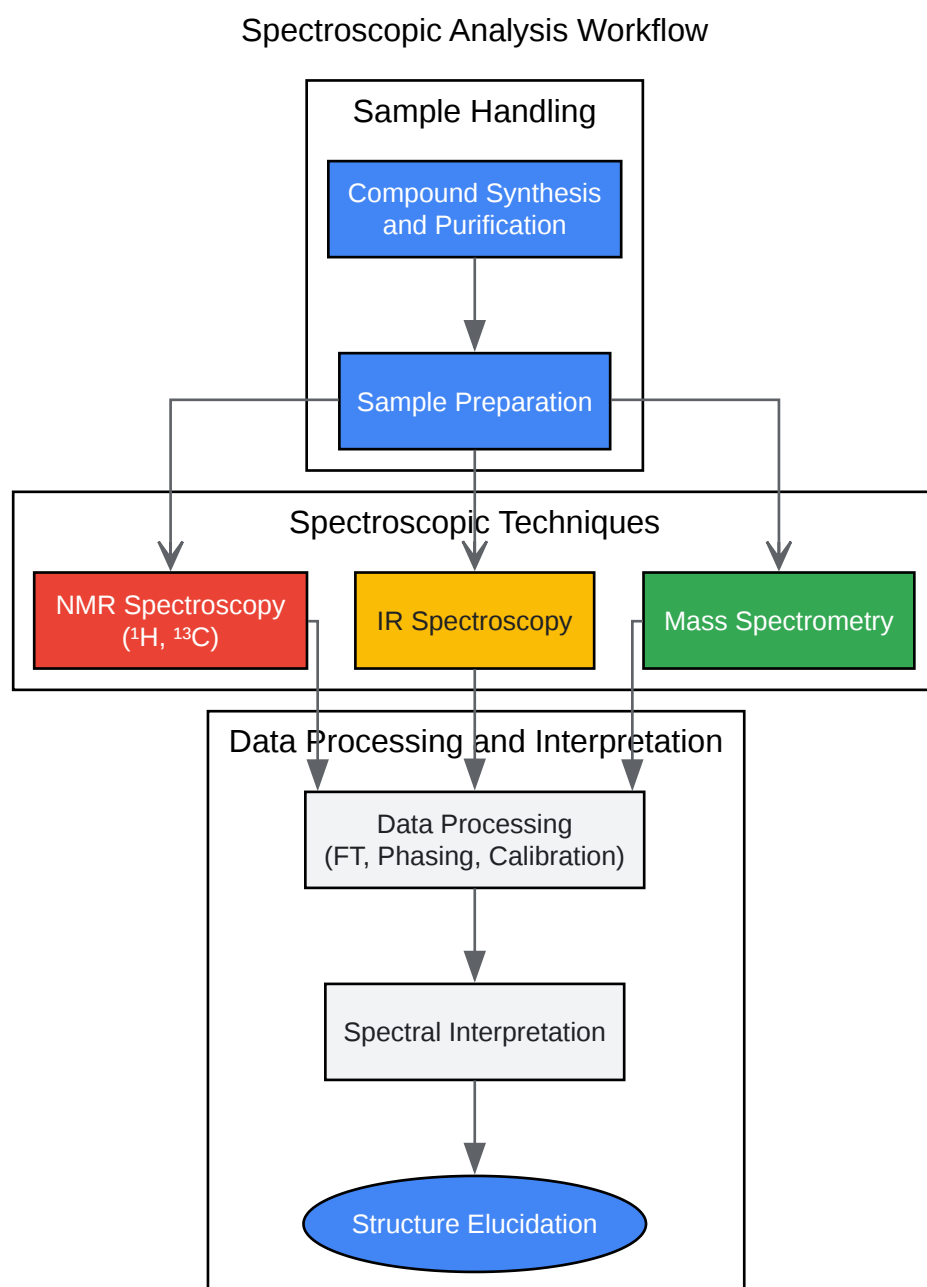 Spectroscopic Analysis Workflow
Sample Handling
Compound Synthesis
and Purification
Sample Preparation
Spectroscopic Techniques
NMR Spectroscopy
(¹H, ¹³C)
IR Spectroscopy
Mass Spectrometry
Data Processing and Interpretation
Data Processing
(FT, Phasing, Calibration)
Spectral Interpretation
Structure Elucidation